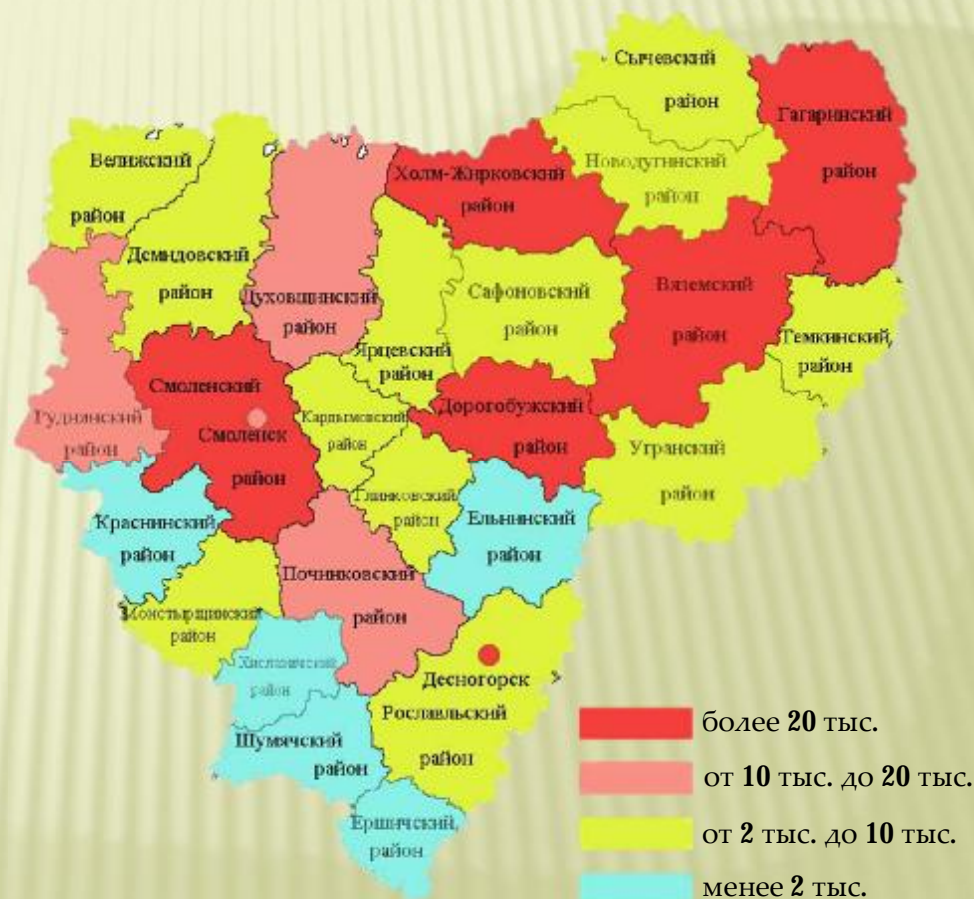 Сычевский
район
Гагаринский
район
Новодугинский
район
Велижский
район
Холм-Жирковский
район
Демидовский
район
Духовщинский
район
Сафоновский
район
Вяземский
район
Темкинский
район
Ярцевский
район
Смоленский
Смоленск
район
Руднянский
район
Кардымовский
район
Дорогобужский
район
Угранский
район
Глинковский
район
Ельнинский
район
Краснинский
район
Починковский
район
Монстырщинский
район
Хиславичский
район
Десногорск
Рославльский
район
Шумячский
район
Ершичский,
район
более 20 тыс.
от 10 тыс. до 20 тыс.
от 2 тыс. до 10 тыс.
менее 2 тыс.